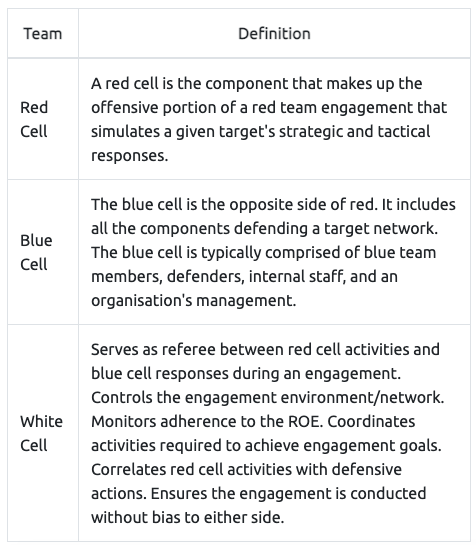 Team
Definition
Red
Cell
A red cell is the component that makes up the
offensive portion of a red team engagement that
simulates a given target's strategic and tactical
responses.
Blue
Cell
The blue cell is the opposite side of red. It includes
all the components defending a target network.
The blue cell is typically comprised of blue team
members, defenders, internal staff, and an
organisation's management.
White
Cell
Serves as referee between red cell activities and
blue cell responses during an engagement.
Controls the engagement environment/network.
Monitors adherence to the ROE. Coordinates
activities required to achieve engagement goals.
Correlates red cell activities with defensive
actions. Ensures the engagement is conducted
without bias to either side.